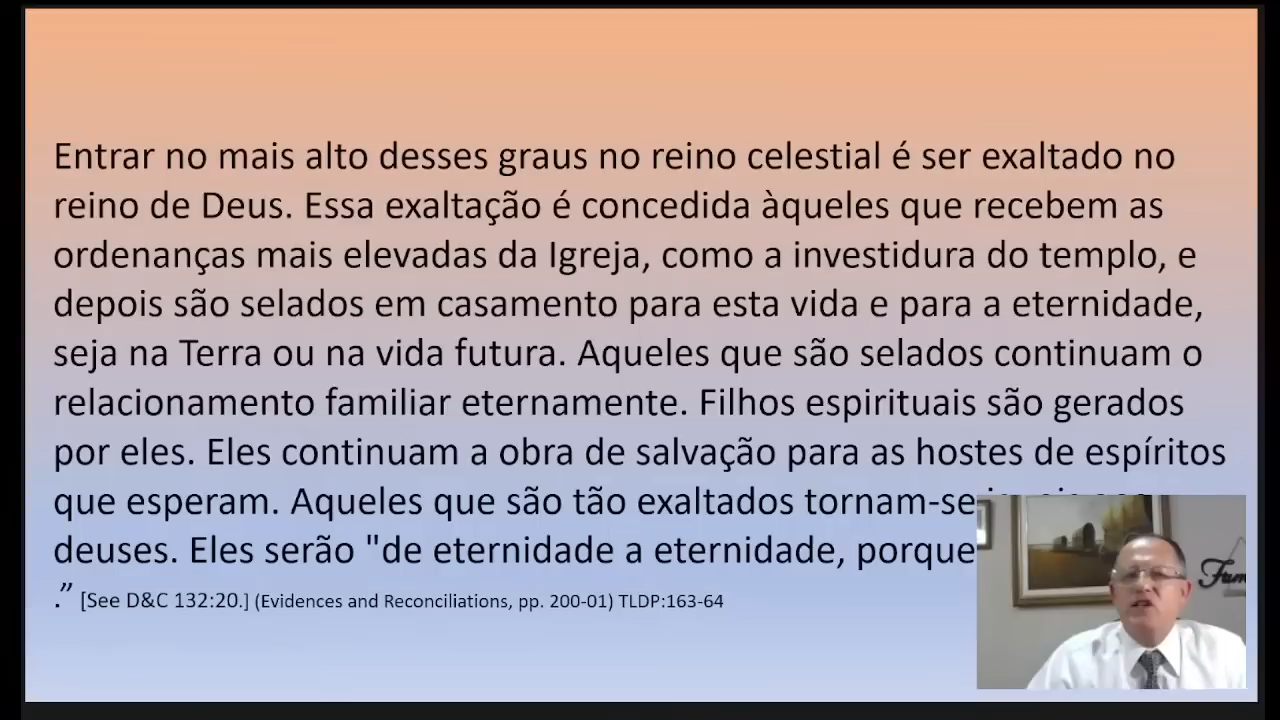 Entrar no mais alto desses graus no reino celestial é ser exaltado no
reino de Deus. Essa exaltação é concedida àqueles que recebem as
ordenanças mais elevadas da Igreja, como a investidura do templo, e
depois são selados em casamento para esta vida e para a eternidade,
seja na Terra ou na vida futura. Aqueles que são selados continuam o
relacionamento familiar eternamente. Filhos espirituais são gerados
por eles. Eles continuam a obra de salvação para as hostes de espíritos
que esperam. Aqueles que são tão exaltados tornam-se
deuses. Eles serão "de eternidade a eternidade, porque
.” [See D&C 132:20.] (Evidences and Reconciliations, pp. 200-01) TLDP:163-64